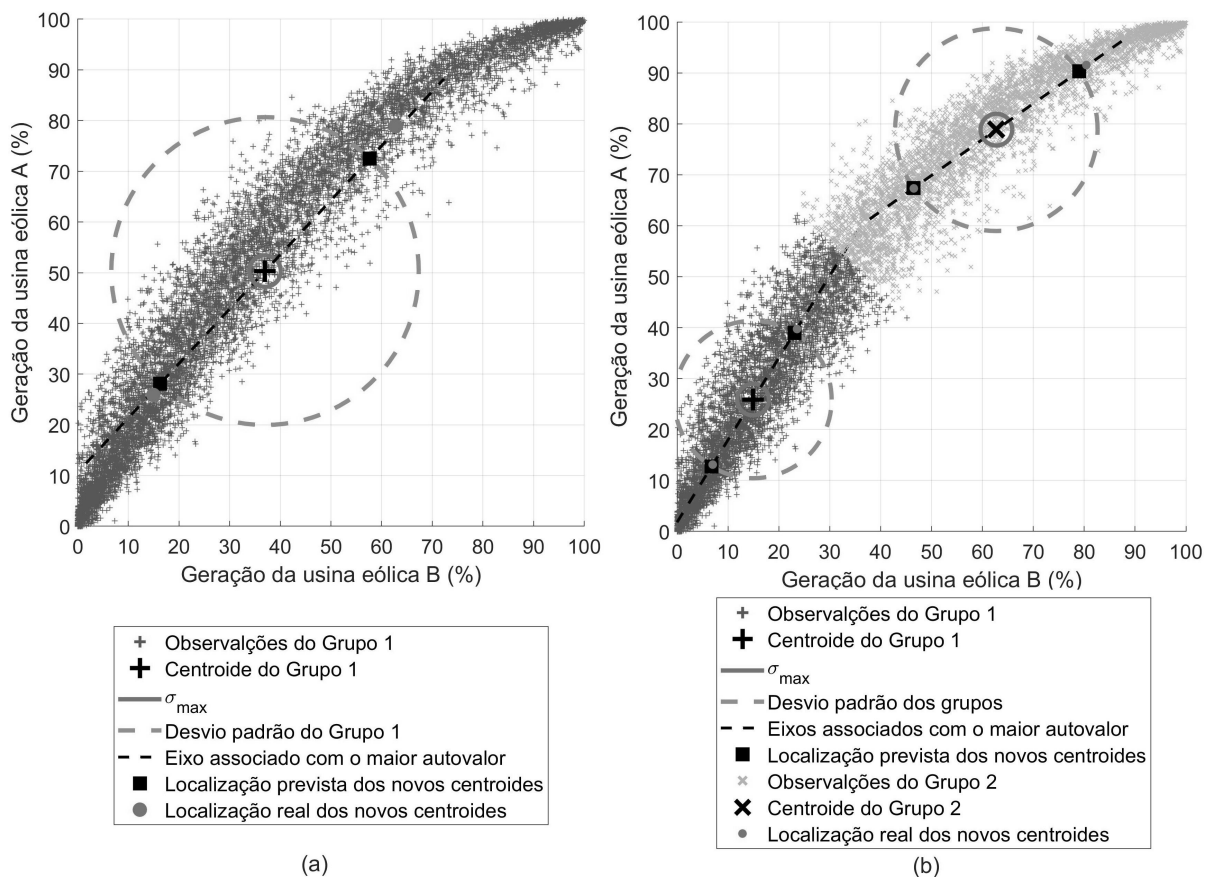 100
90
80
70
60
50
40
30
20
10
0
Geração da usina eólica A (%)
0 10 20 30 40 50 60 70 80 90 100
Geração da usina eólica B (%)
Observalções do Grupo 1
Centroide do Grupo 1
σmax
Desvio padrão do Grupo 1
Eixo associado com o maior autovalor
Localização prevista dos novos centroides
Localização real dos novos centroides
(a)
100
90
80
70
60
50
40
30
20
10
0
Geração da usina eólica A (%)
0 10 20 30 40 50 60 70 80 90 100
Geração da usina eólica B (%)
Observalções do Grupo 1
Centroide do Grupo 1
σmax
Desvio padrão dos grupos
Eixos associados com o maior autovalor
Localização prevista dos novos centroides
Observalções do Grupo 2
Centroide do Grupo 2
Localização real dos novos centroides
(b)